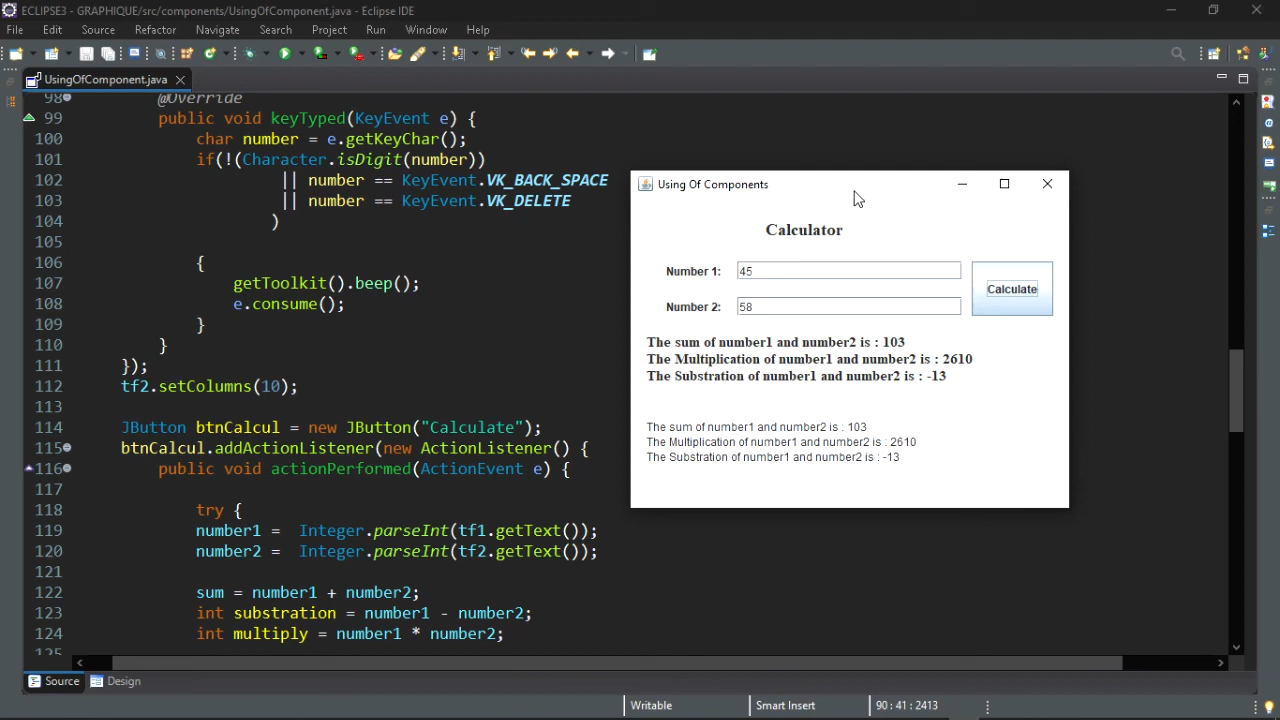 ECLIPSE3 - GRAPHIQUE/src/components/UsingOfComponent.java - Eclipse IDE
File Edit Source Refactor Navigate Search Project Run Window Help
UsingOfComponent.java
98 @Override
99 public void keyTyped(KeyEvent e) {
100 char number = e.getKeyChar();
101 if(!(Character.isDigit(number))
102 || number == KeyEvent.VK_BACK_SPACE
103 || number == KeyEvent.VK_DELETE
104 )
105
106 {
107 getToolkit().beep();
108 e.consume();
109 }
110 }
111 });
112 tf2.setColumns(10);
113
114 JButton btnCalcul = new JButton("Calculate");
115 btnCalcul.addActionListener(new ActionListener() {
116 public void actionPerformed(ActionEvent e) {
117
118 try {
119 number1 = Integer.parseInt(tf1.getText());
120 number2 = Integer.parseInt(tf2.getText());
121
122 sum = number1 + number2;
123 int substration = number1 - number2;
124 int multiply = number1 * number2;
125
Using Of Components
Calculator
Number 1: 45
Calculate
Number 2: 58
The sum of number1 and number2 is : 103
The Multiplication of number1 and number2 is : 2610
The Substration of number1 and number2 is : -13
The sum of number1 and number2 is : 103
The Multiplication of number1 and number2 is : 2610
The Substration of number1 and number2 is : -13
Source Design
Writable Smart Insert 90 : 41 : 2413